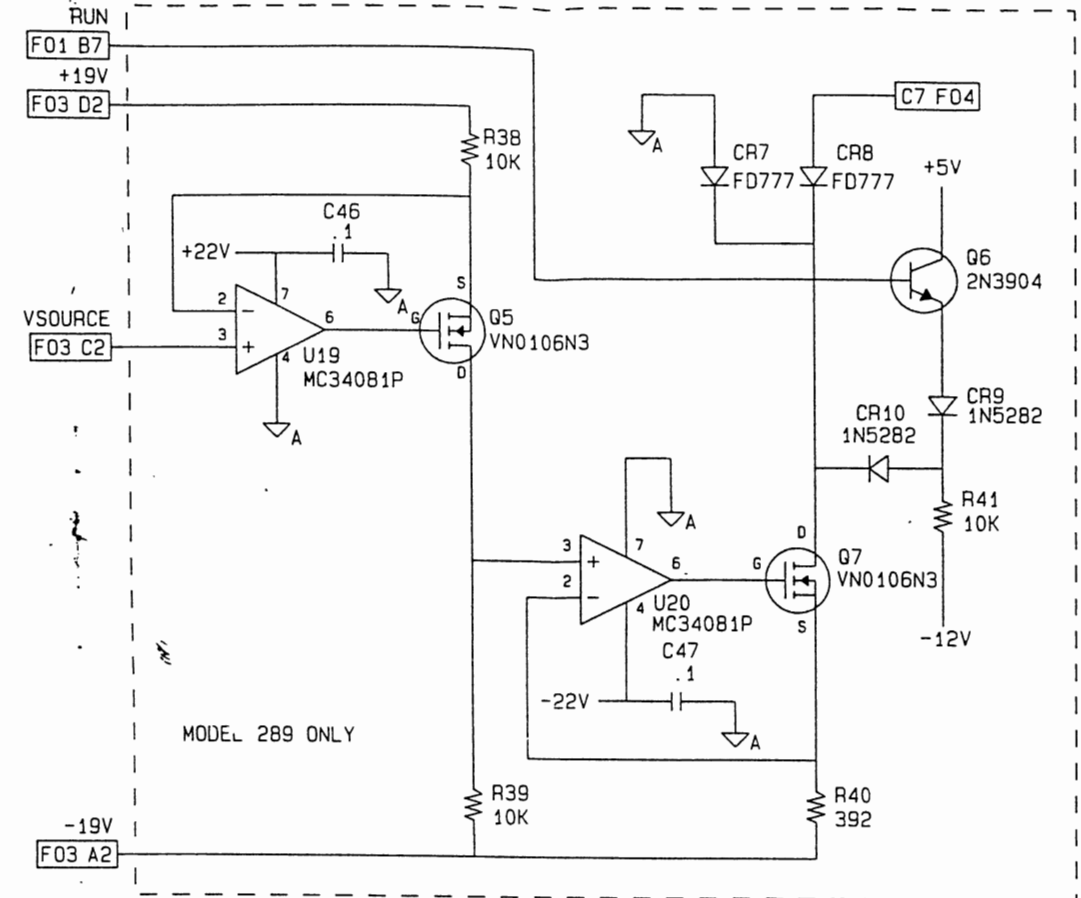 RUN
F01 B7
+19V
F03 D2
R38
10K
C7 F04
A
CR7
FD777
CR8
FD777
+5V
C46
.1
+22V
A
Q6
2N3904
S
2
7
G
Q5
VN0106N3
VSOURCE
F03 C2
3
6
4
U19
MC34081P
D
A
CR9
1N5282
CR10
1N5282
R41
10K
A
D
3
7
G
Q7
VN0106N3
2
6
4
U20
MC34081P
S
-12V
C47
.1
-22V
A
MODEL 289 ONLY
R39
10K
R40
392
-19V
F03 A2